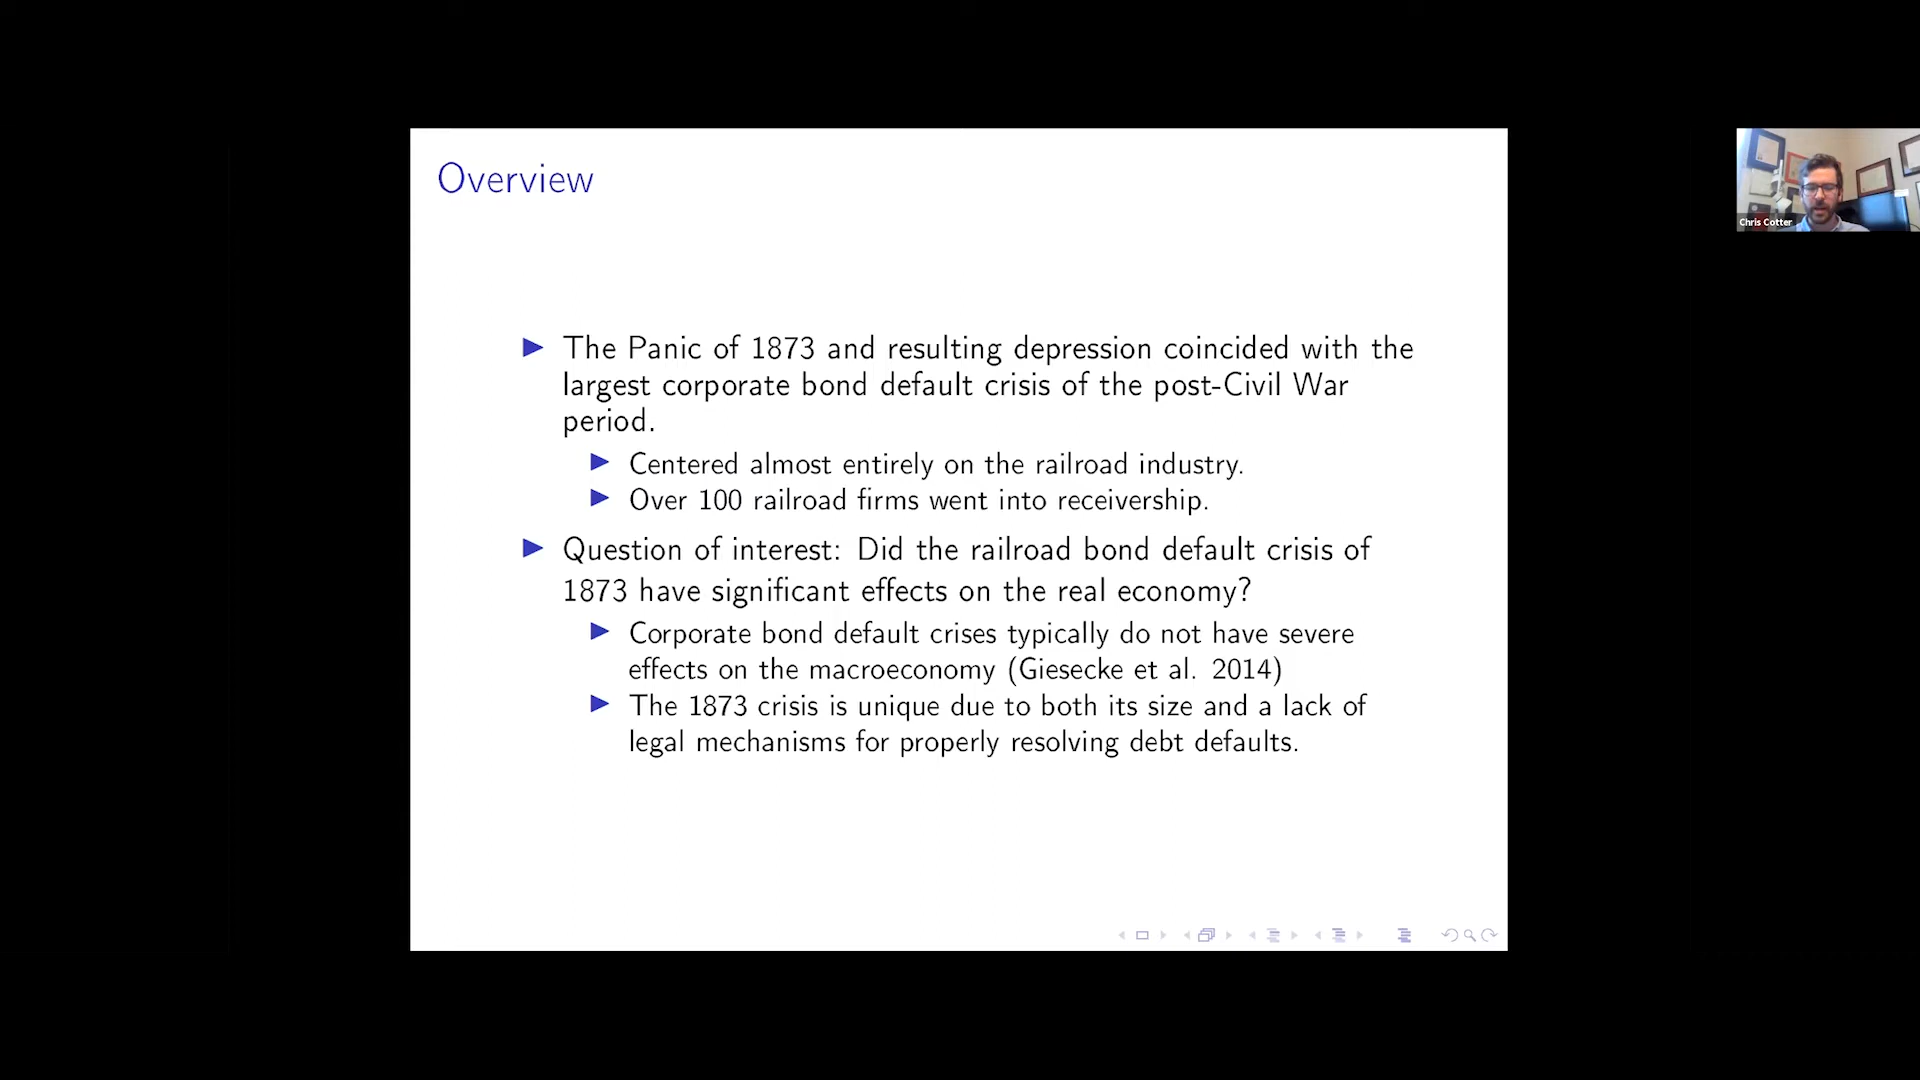 Overview
The Panic of 1873 and resulting depression coincided with the
largest corporate bond default crisis of the post-Civil War
period.
Centered almost entirely on the railroad industry.
Over 100 railroad firms went into receivership.
Question of interest: Did the railroad bond default crisis of
1873 have significant effects on the real economy?
Corporate bond default crises typically do not have severe
effects on the macroeconomy (Giesecke et al. 2014)
The 1873 crisis is unique due to both its size and a lack of
legal mechanisms for properly resolving debt defaults.
Chris Cotter